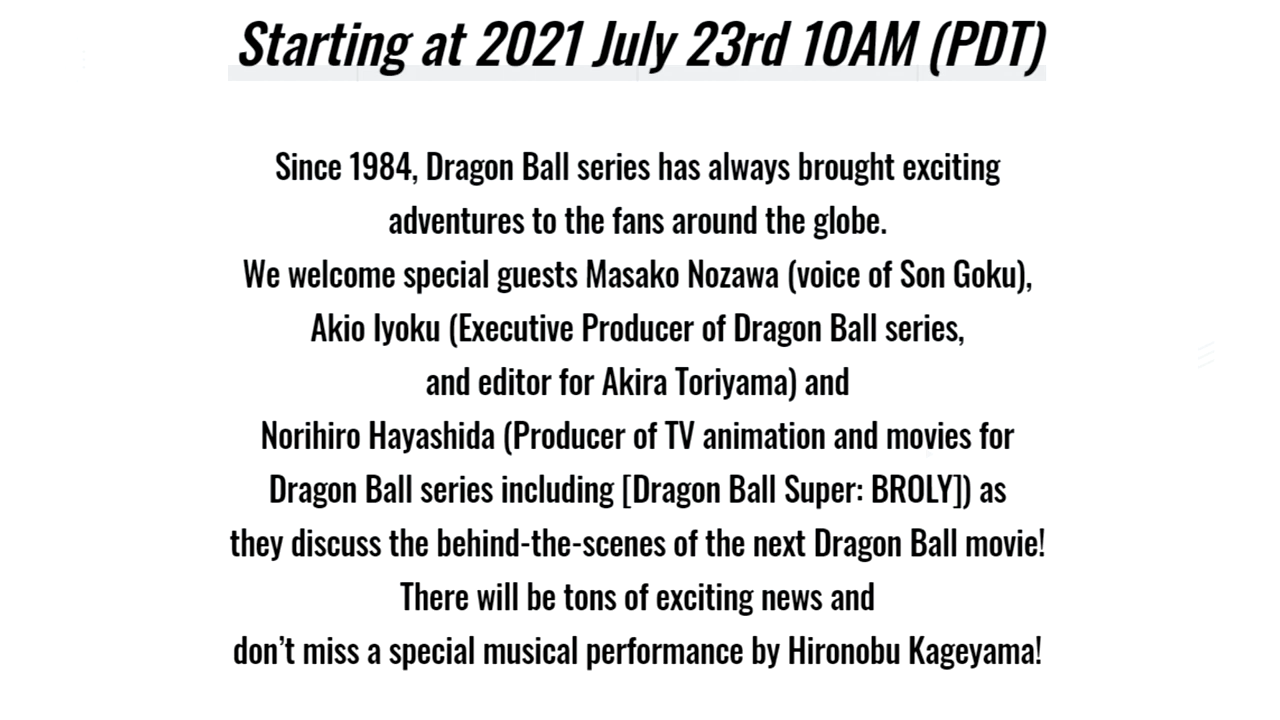 Starting at 2021 July 23rd 10AM (PDT)
Since 1984, Dragon Ball series has always brought exciting
adventures to the fans around the globe.
We welcome special guests Masako Nozawa (voice of Son Goku),
Akio Iyoku (Executive Producer of Dragon Ball series,
and editor for Akira Toriyama) and
Norihiro Hayashida (Producer of TV animation and movies for
Dragon Ball series including [Dragon Ball Super: BROLY]) as
they discuss the behind-the-scenes of the next Dragon Ball movie!
There will be tons of exciting news and
don’t miss a special musical performance by Hironobu Kageyama!